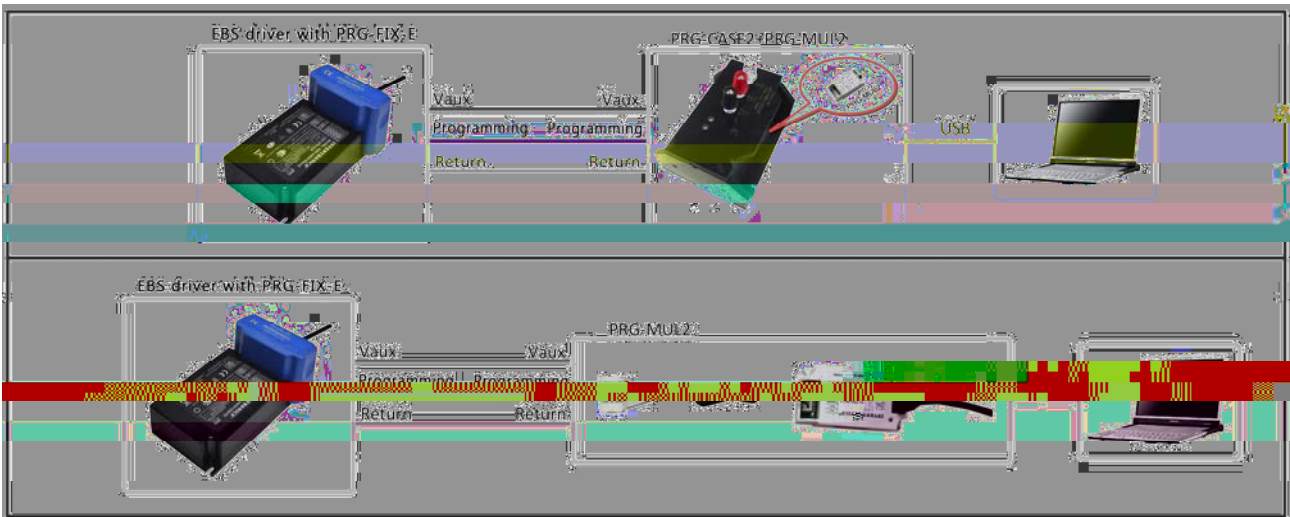 EBS driver with PRG-FIX-E
PRG-CASE2+PRG-MUL2
Vaux Vaux
Programming Programming
USB
Return Return
EBS driver with PRG-FIX-E
PRG-MUL2
Vaux Vaux
Return Return